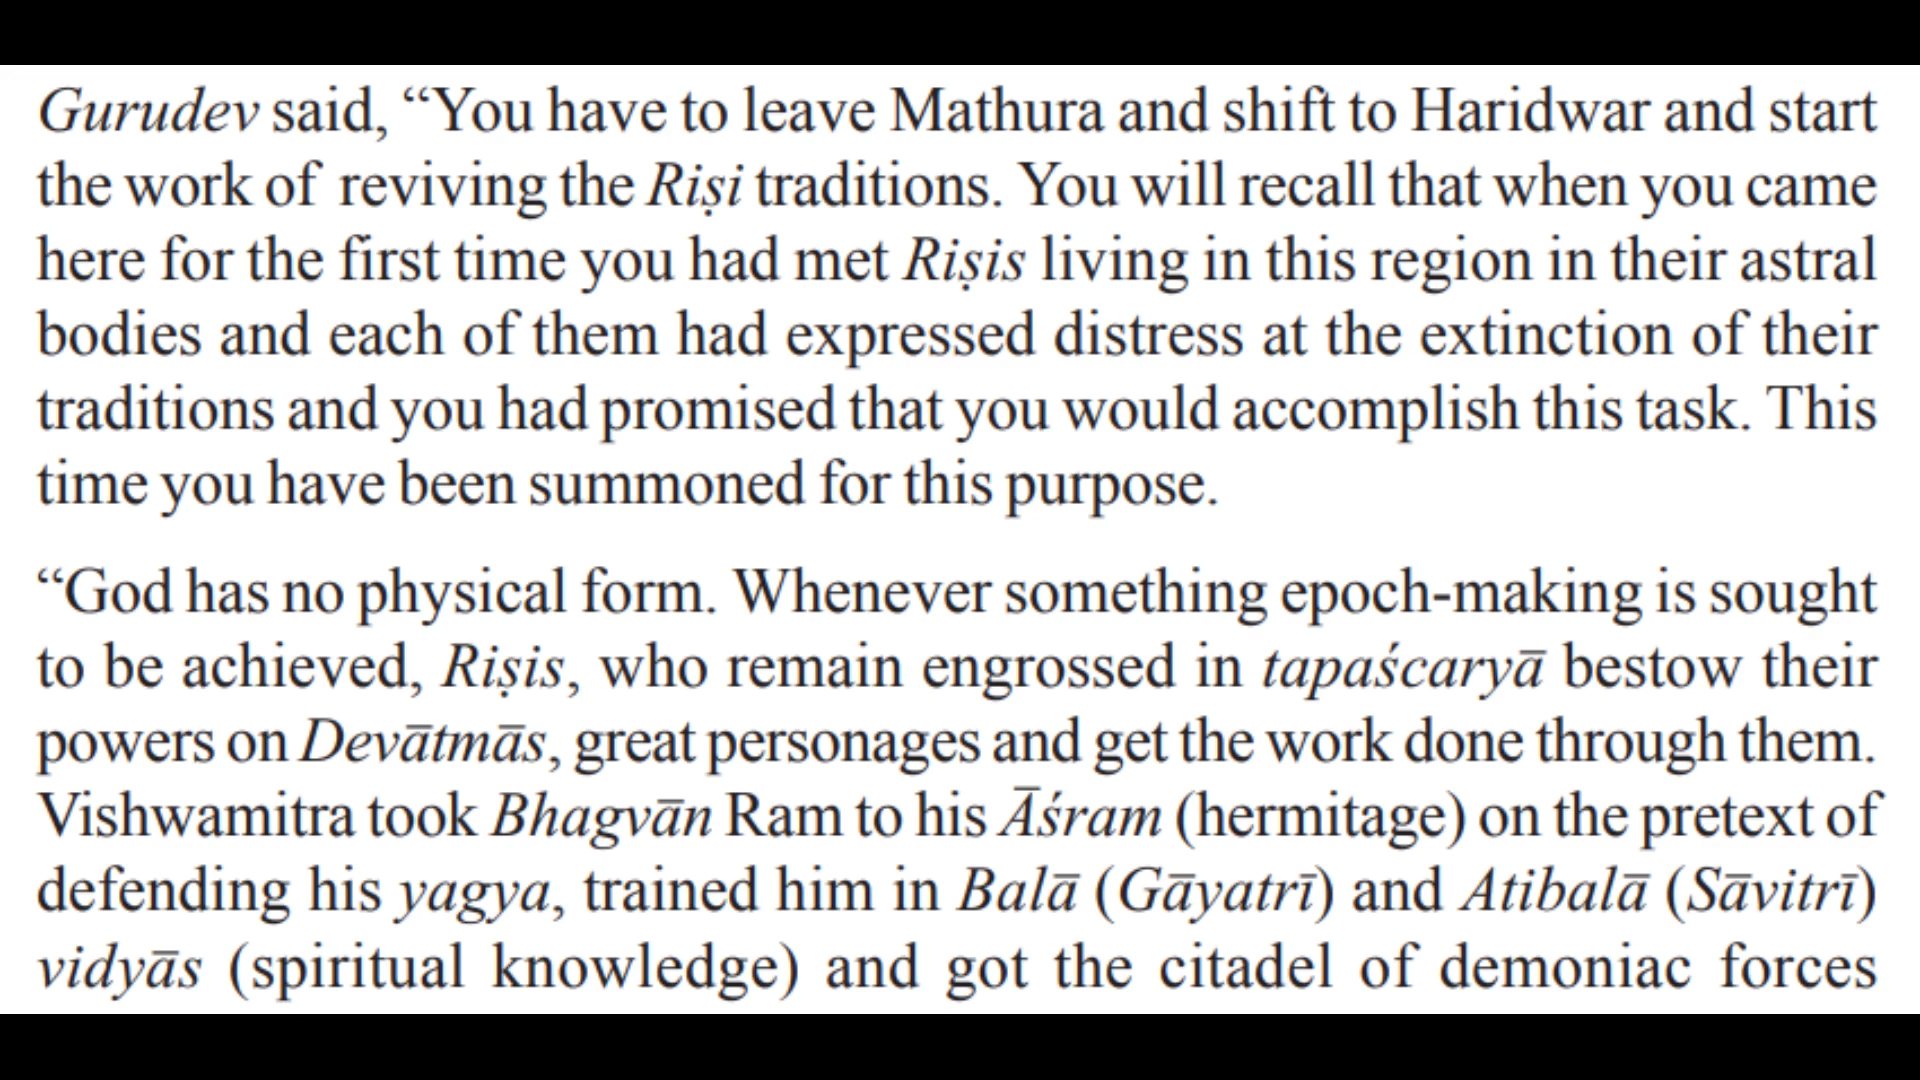 Gurudev said, “You have to leave Mathura and shift to Haridwar and start
the work of reviving the Riṣi traditions. You will recall that when you came
here for the first time you had met Riṣis living in this region in their astral
bodies and each of them had expressed distress at the extinction of their
traditions and you had promised that you would accomplish this task. This
time you have been summoned for this purpose.
“God has no physical form. Whenever something epoch-making is sought
to be achieved, Riṣis, who remain engrossed in tapaścaryā bestow their
powers on Devātmās, great personages and get the work done through them.
Vishwamitra took Bhagvān Ram to his Āśram (hermitage) on the pretext of
defending his yagya, trained him in Balā (Gāyatrī) and Atibalā (Sāvitrī)
vidyās (spiritual knowledge) and got the citadel of demoniac forces